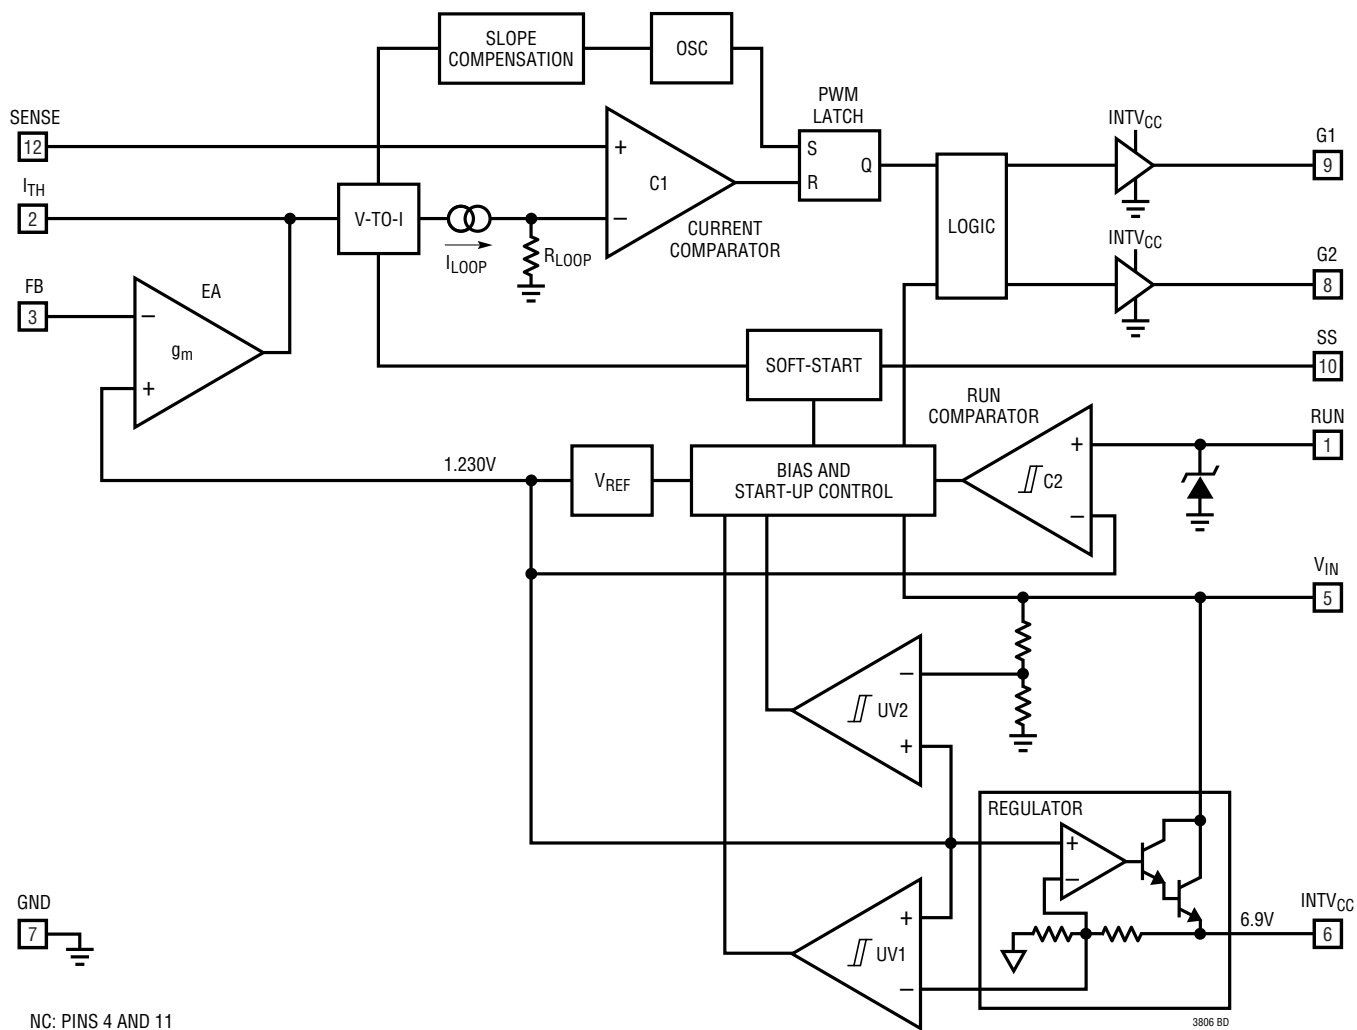 SLOPE
COMPENSATION
OSC
SENSE
12
PWM
LATCH
INTVCC
G1
9
+
C1
S
R
Q
ITH
2
V-TO-I
ILOOP
RLOOP
−
CURRENT
COMPARATOR
LOGIC
INTVCC
G2
8
FB
3
EA
−
gm
+
SOFT-START
SS
10
RUN
COMPARATOR
RUN
1
1.230V
VREF
BIAS AND
START-UP CONTROL
+
C2
−
VIN
5
−
UV2
+
REGULATOR
+
−
GND
7
+
UV1
−
6.9V
INTVCC
6
NC: PINS 4 AND 11
3806 BD